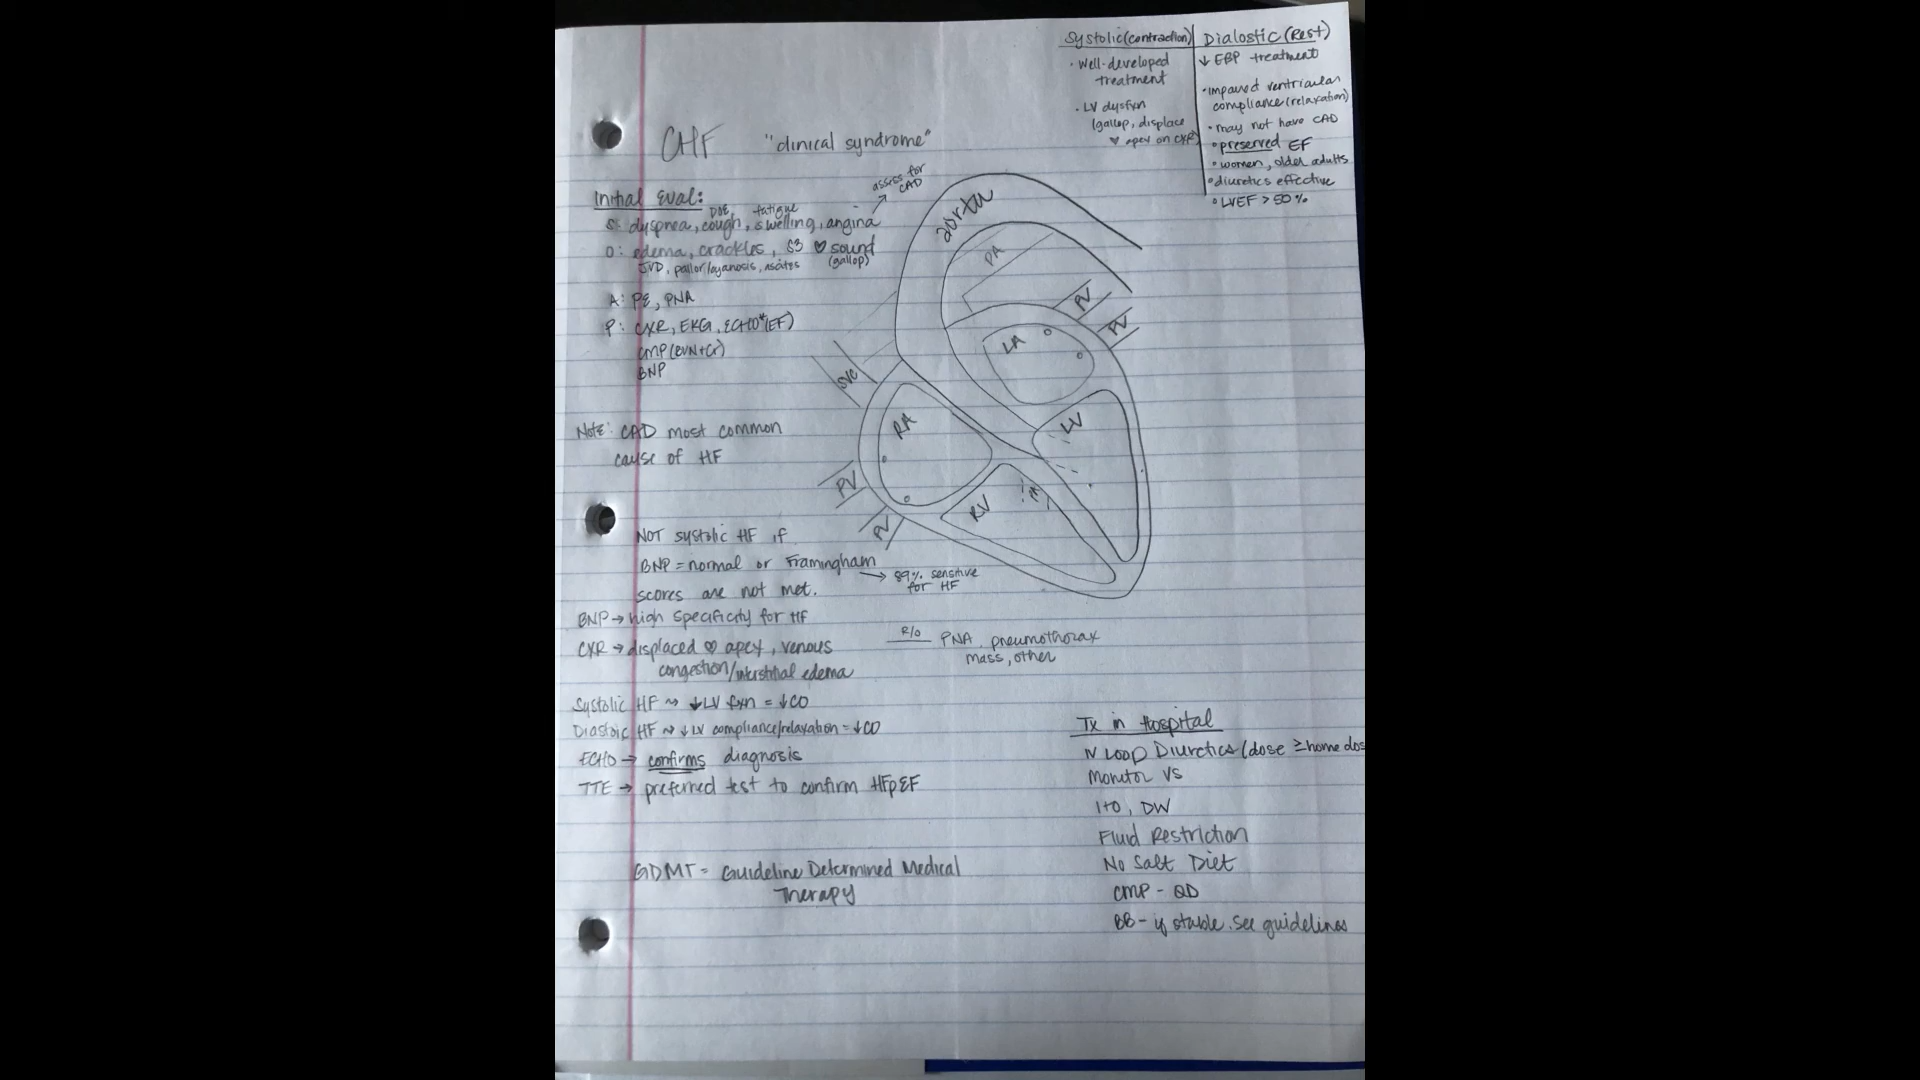 Systolic (contraction)
• Well-developed
treatment
• LV dysfxn
(gallop, displace
♥ apex on CXR)
Dialostic (Rest)
↓ EBP treatment
• impaired ventricular
compliance (relaxation)
• may not have CAD
• preserved EF
• women, older adults
• diuretics effective
• LVEF > 50%
CHF "clinical syndrome"
assess for
CAD
Initial Eval:
DOE, fatigue
S: dyspnea, cough, swelling, angina
O: edema, crackles, S3 ♡ sound
JVD, pallor/cyanosis, ascites (gallop)
A: PE, PNA
P: CXR, EKG, ECHO* (EF)
CMP (BUN + Cr)
BNP
aorta
PA
PV
PV
LA
SVC
RA
LV
PV
RV
PV
Note: CAD most common
cause of HF
NOT systolic HF if
BNP = normal or Framingham
scores are not met.
→ 89% sensitive
for HF
BNP → high specificity for HF
CXR → displaced ♡ apex, venous
congestion/interstitial edema
R/O PNA, pneumothorax
mass, other
Systolic HF ~> ↓LV fxn = ↓CO
Diastolic HF ~> ↓ LV compliance/relaxation = ↓CO
ECHO → confirms diagnosis
TTE → preferred test to confirm HFpEF
GDMT = Guideline Determined Medical
Therapy
Tx in Hospital
IV Loop Diuretics (dose ≥ home dos
Monitor VS
I+O, DW
Fluid Restriction
No Salt Diet
CMP - QD
BB - if stable. See guidelines